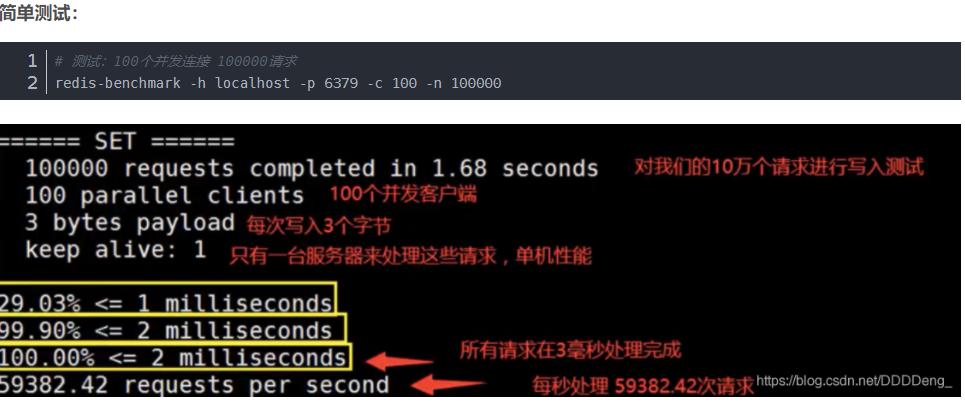 简单测试：
1 # 测试：100个并发连接 100000请求
2 redis-benchmark -h localhost -p 6379 -c 100 -n 100000
====== SET ======
100000 requests completed in 1.68 seconds 对我们的10万个请求进行写入测试
100 parallel clients 100个并发客户端
3 bytes payload 每次写入3个字节
keep alive: 1 只有一台服务器来处理这些请求，单机性能
29.03% <= 1 milliseconds
99.90% <= 2 milliseconds
100.00% <= 2 milliseconds 所有请求在3毫秒处理完成
59382.42 requests per second 每秒处理 59382.42次请求
https://blog.csdn.net/DDDDeng_